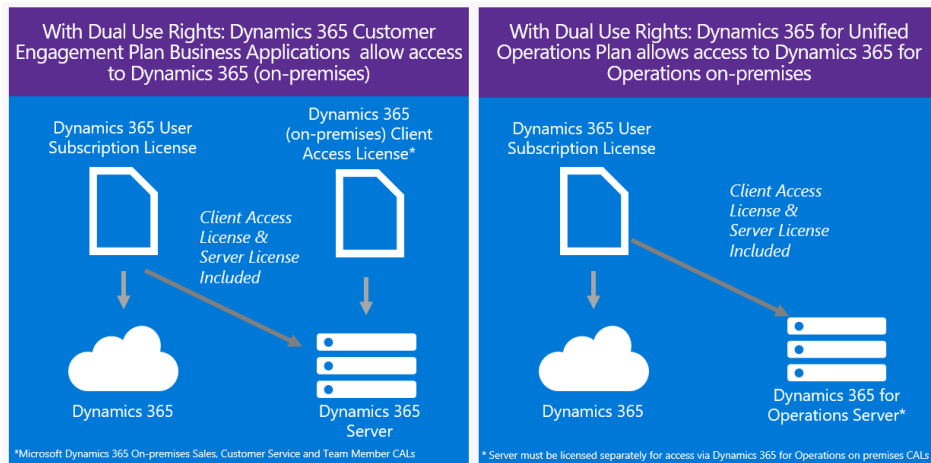 With Dual Use Rights: Dynamics 365 Customer
Engagement Plan Business Applications allow access
to Dynamics 365 (on-premises)
Dynamics 365 User
Subscription License
Dynamics 365
(on-premises) Client
Access License*
Client Access
License &
Server License
Included
Dynamics 365
Dynamics 365
Server
*Microsoft Dynamics 365 On-premises Sales, Customer Service and Team Member CALs
With Dual Use Rights: Dynamics 365 for Unified
Operations Plan allows access to Dynamics 365 for
Operations on-premises
Dynamics 365 User
Subscription License
Client Access
License &
Server License
Included
Dynamics 365
Dynamics 365 for
Operations Server*
* Server must be licensed separately for access via Dynamics 365 for Operations on premises CALs